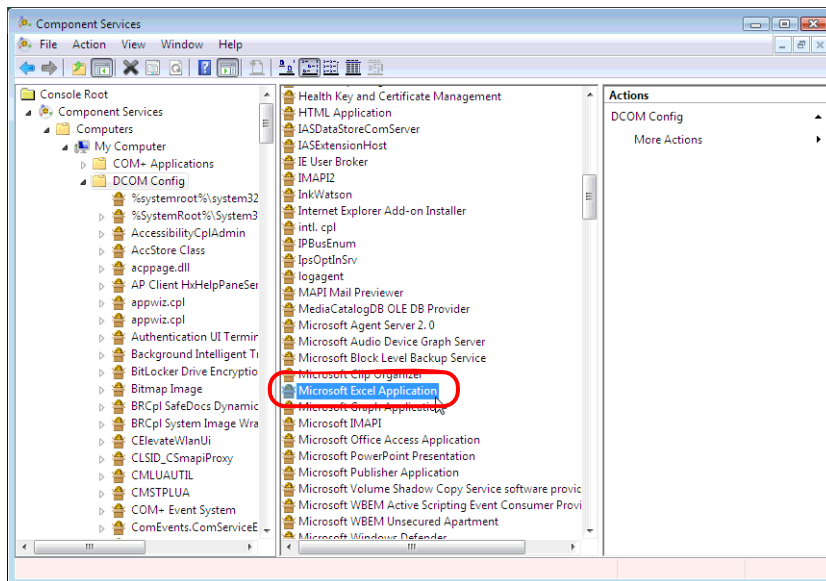 Component Services
File Action View Window Help
Console Root
Component Services
Computers
My Computer
COM+ Applications
DCOM Config
%systemroot%\system32
%SystemRoot%\System3
AccessibilityCplAdmin
AccStore Class
acppage.dll
AP Client HxHelpPaneSer
appwiz.cpl
appwiz.cpl
Authentication UI Termin
Background Intelligent T
BitLocker Drive Encryptio
Bitmap Image
BRCpl SafeDocs Dynamic
BRCpl System Image Wra
CElevateWlanUi
CLSID_CSmapiProxy
CMLUAUTIL
CMSTPLUA
COM+ Event System
ComEvents.ComServiceE
Health Key and Certificate Management
HTML Application
IASDataStoreComServer
IASExtensionHost
IE User Broker
IMAPI2
InkWatson
Internet Explorer Add-on Installer
intl. cpl
IPBusEnum
IpsOptInSrv
logagent
MAPI Mail Previewer
MediaCatalogDB OLE DB Provider
Microsoft Agent Server 2.0
Microsoft Audio Device Graph Server
Microsoft Block Level Backup Service
Microsoft Clip Organizer
Microsoft Excel Application
Microsoft Graph Application
Microsoft IMAPI
Microsoft Office Access Application
Microsoft PowerPoint Presentation
Microsoft Publisher Application
Microsoft Volume Shadow Copy Service software provic
Microsoft WBEM Active Scripting Event Consumer Provi
Microsoft WBEM Unsecured Apartment
Microsoft Windows Defender
Actions
DCOM Config
More Actions